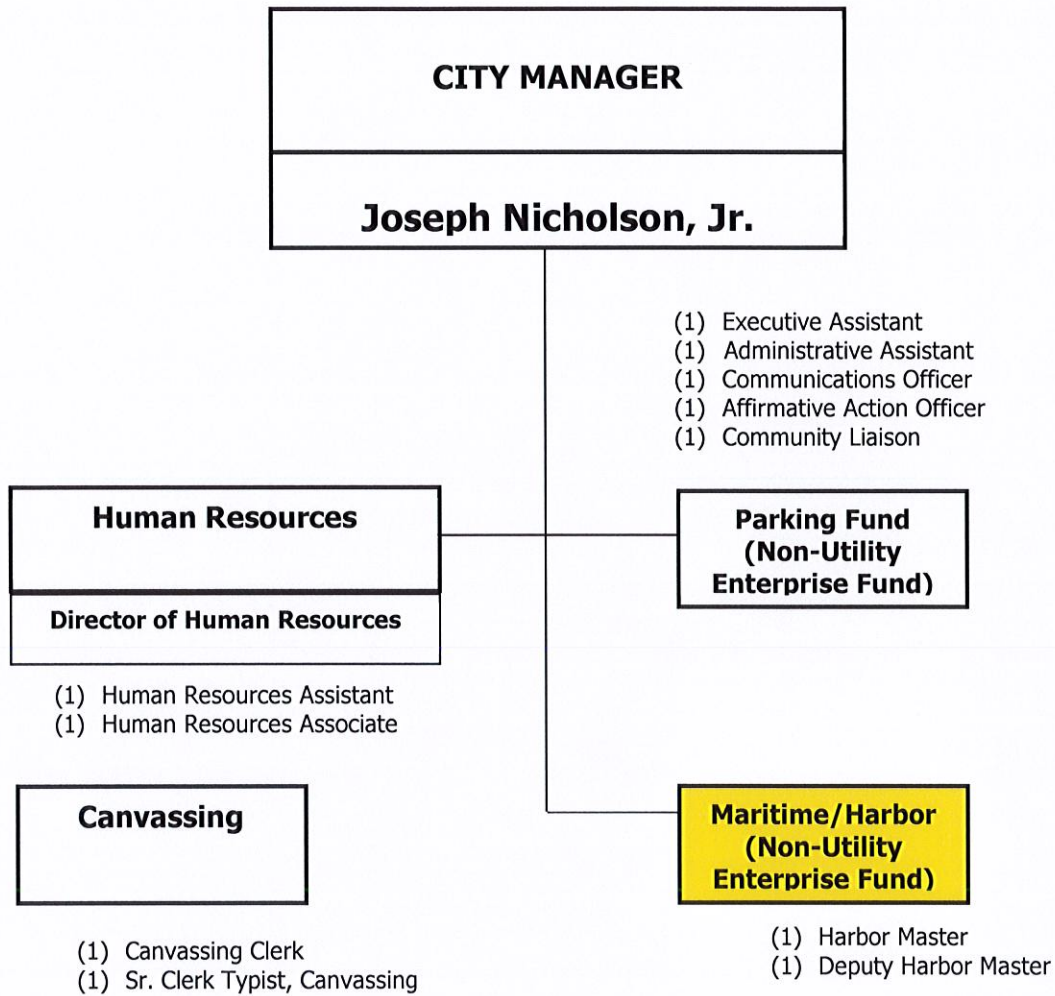 CITY MANAGER
Joseph Nicholson, Jr.
(1) Executive Assistant
(1) Administrative Assistant
(1) Communications Officer
(1) Affirmative Action Officer
(1) Community Liaison
Human Resources
Director of Human Resources
(1) Human Resources Assistant
(1) Human Resources Associate
Parking Fund
(Non-Utility
Enterprise Fund)
Canvassing
(1) Canvassing Clerk
(1) Sr. Clerk Typist, Canvassing
Maritime/Harbor
(Non-Utility
Enterprise Fund)
(1) Harbor Master
(1) Deputy Harbor Master